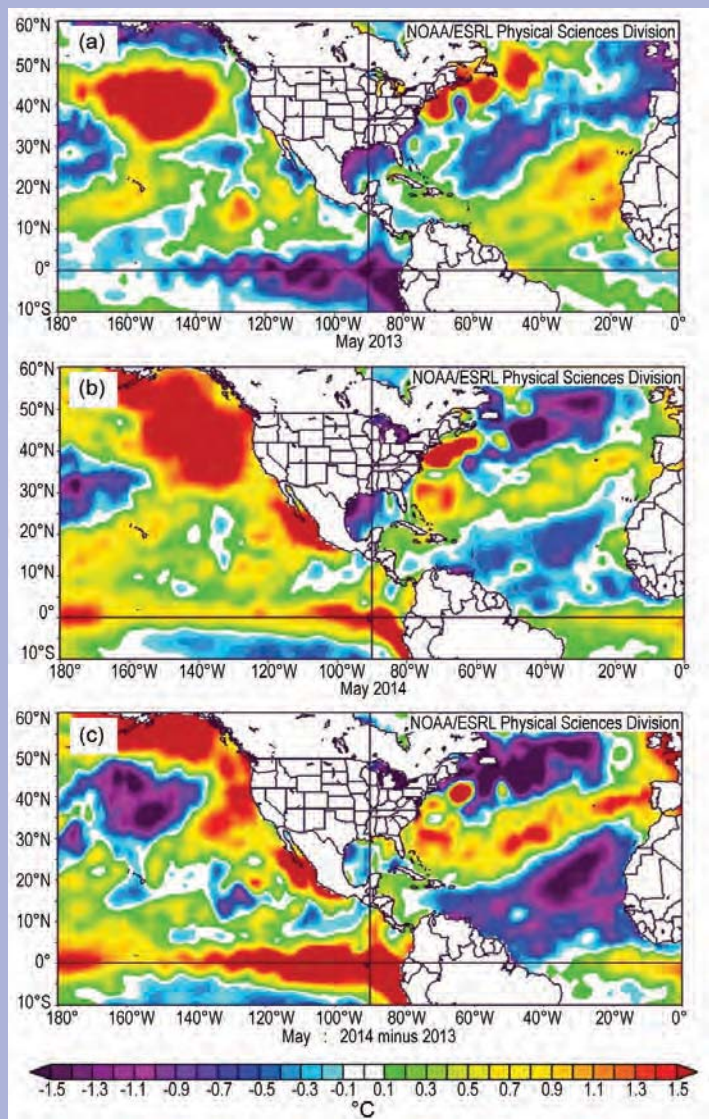 60°N
(a)
NOAA/ESRL Physical Sciences Division
50°N
40°N
30°N
20°N
10°N
0°
10°S
180° 160°W 140°W 120°W 100°W 80°W 60°W 40°W 20°W 0°
May 2013
60°N
(b)
NOAA/ESRL Physical Sciences Division
50°N
40°N
30°N
20°N
10°N
0°
10°S
180 160°W 140°W 120°W 100°W 80°W 60°W 40°W 20°W 0°
May 2014
60°N
(c)
NOAA/ESRL Physical Sciences Division
50°N
40°N
30°N
20°N
10°N
0°
10°S
180° 160°W 140°W 120°W 100°W 80°W 60°W 40°W 20°W 0°
May : 2014 minus 2013
-1.5 -1.3 -1.1 -0.9 -0.7 -0.5 -0.3 -0.1 0.1 0.3 0.5 0.7 0.9 1.1 1.3 1.5
°C